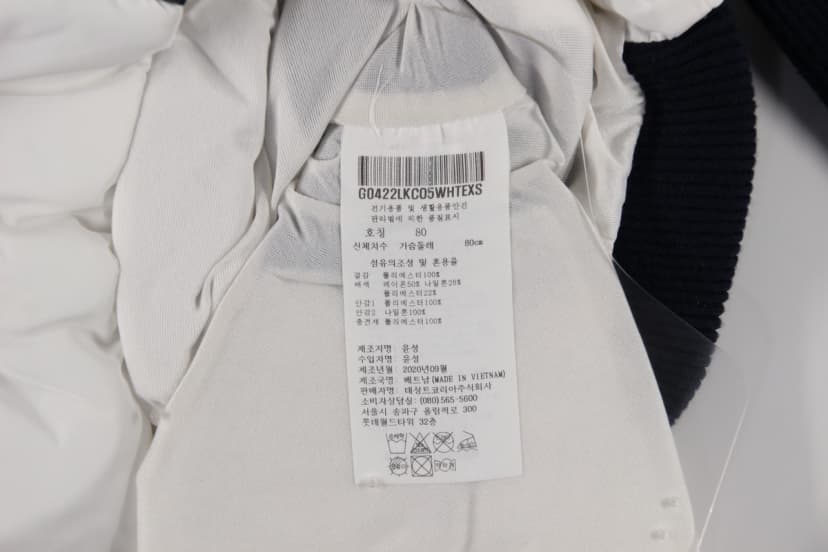 G0422LKC05WHTEXS
전기용품 및 생활용품안전
관리법에 의한 품질표시
호칭 80
신체치수 가슴둘레 80cm
섬유의조성 및 혼용율
겉감 폴리에스터100%
배색 레이온50% 나일론28%
폴리에스터22%
안감1 폴리에스터100%
안감2 나일론100%
충전재 폴리에스터100%
제조자명: 윤성
수입자명: 윤성
제조년월 : 2020년09월
제조국명: 베트남(MADE IN VIETNAM)
판매자명: 데상트코리아주식회사
소비자상담실: (080)565-5600
서울시 송파구 올림픽로 300
롯데월드타워 32층